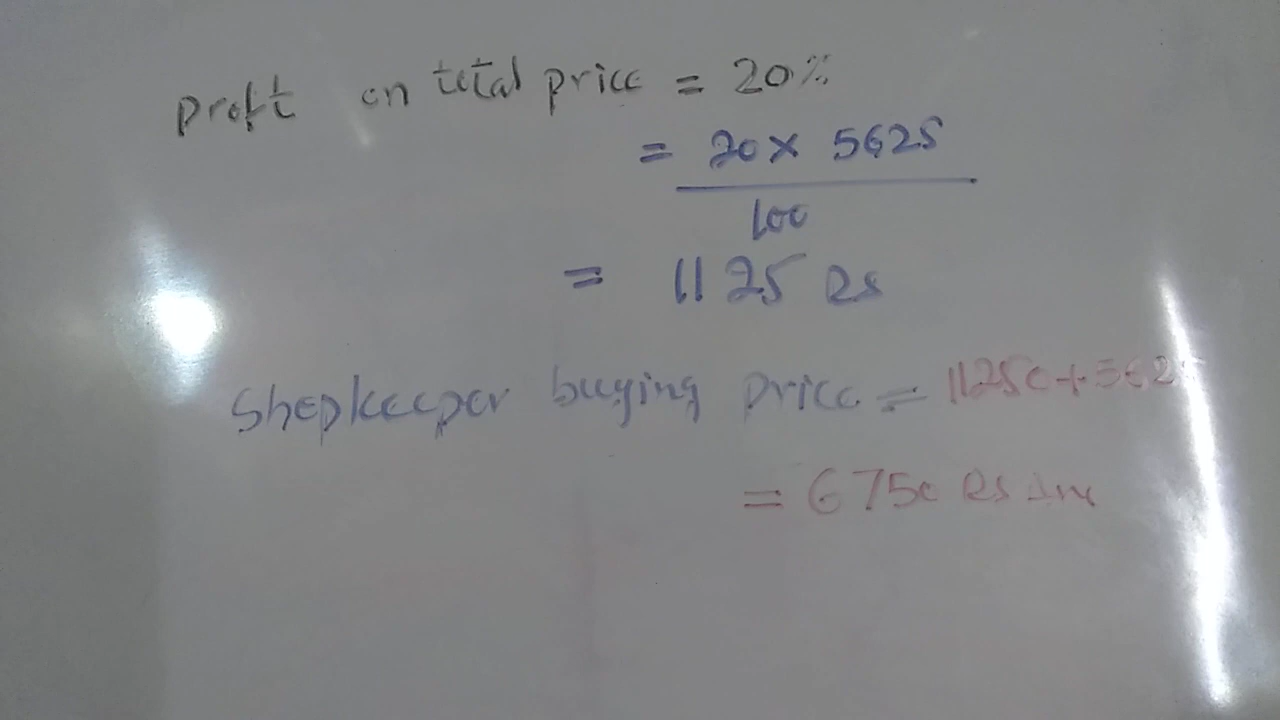 Profit on total price = 20%
= 20 x 5625
100
= 1125 Rs
Shopkeeper buying price = 11250+5625
= 6750 Rs Ans